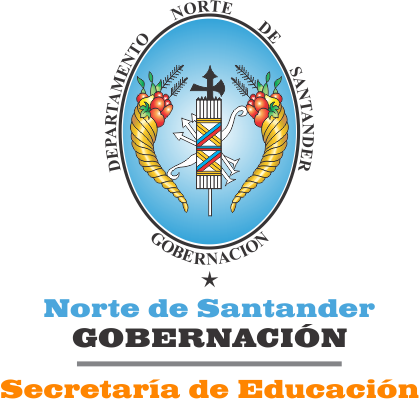 DEPARTAMENTO NORTE DE SANTANDER
GOBERNACION
Norte de Santander
GOBERNACIÓN
Secretaría de Educación